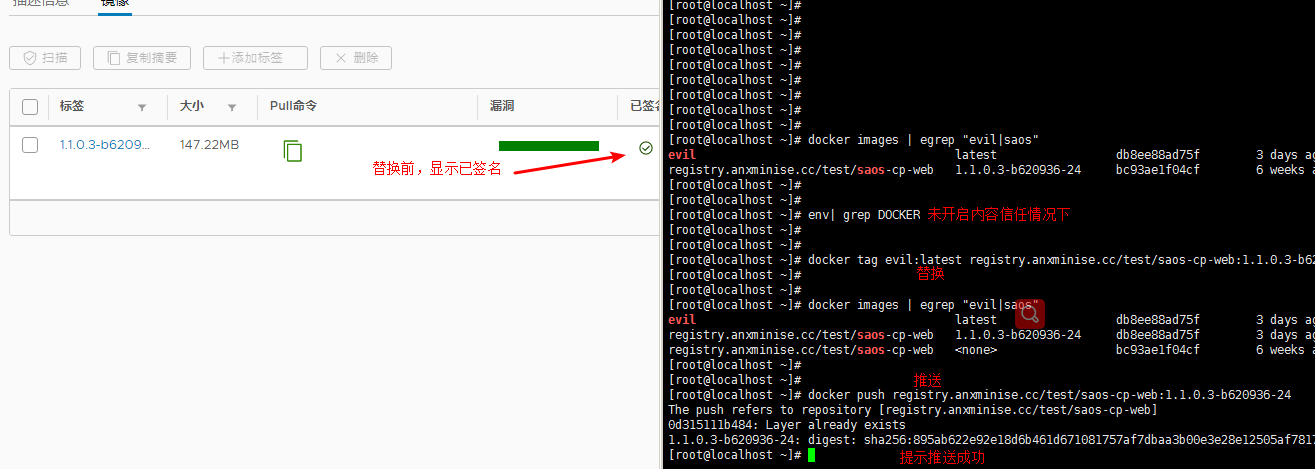 描述信息 镜像
扫描 复制摘要 +添加标签 × 删除
标签 大小 Pull命令 漏洞 已签名
1.1.0.3-b6209... 147.22MB
替换前，显示已签名
[root@localhost ~]#
[root@localhost ~]#
[root@localhost ~]#
[root@localhost ~]#
[root@localhost ~]#
[root@localhost ~]#
[root@localhost ~]#
[root@localhost ~]#
[root@localhost ~]#
[root@localhost ~]# docker images | egrep "evil|saos"
evil latest db8ee88ad75f 3 days ag
registry.anxminise.cc/test/saos-cp-web 1.1.0.3-b620936-24 bc93ae1f04cf 6 weeks a
[root@localhost ~]#
[root@localhost ~]#
[root@localhost ~]# env| grep DOCKER 未开启内容信任情况下
[root@localhost ~]#
[root@localhost ~]#
[root@localhost ~]# docker tag evil:latest registry.anxminise.cc/test/saos-cp-web:1.1.0.3-b62
[root@localhost ~]# 替换
[root@localhost ~]#
[root@localhost ~]# docker images | egrep "evil|saos"
evil latest db8ee88ad75f 3 days ag
registry.anxminise.cc/test/saos-cp-web 1.1.0.3-b620936-24 db8ee88ad75f 3 days ag
registry.anxminise.cc/test/saos-cp-web <none> bc93ae1f04cf 6 weeks a
[root@localhost ~]#
[root@localhost ~]# 推送
[root@localhost ~]# docker push registry.anxminise.cc/test/saos-cp-web:1.1.0.3-b620936-24
The push refers to repository [registry.anxminise.cc/test/saos-cp-web]
0d315111b484: Layer already exists
1.1.0.3-b620936-24: digest: sha256:895ab622e92e18d6b461d671081757af7dbaa3b00e3e28e12505af7817
[root@localhost ~]# 提示推送成功